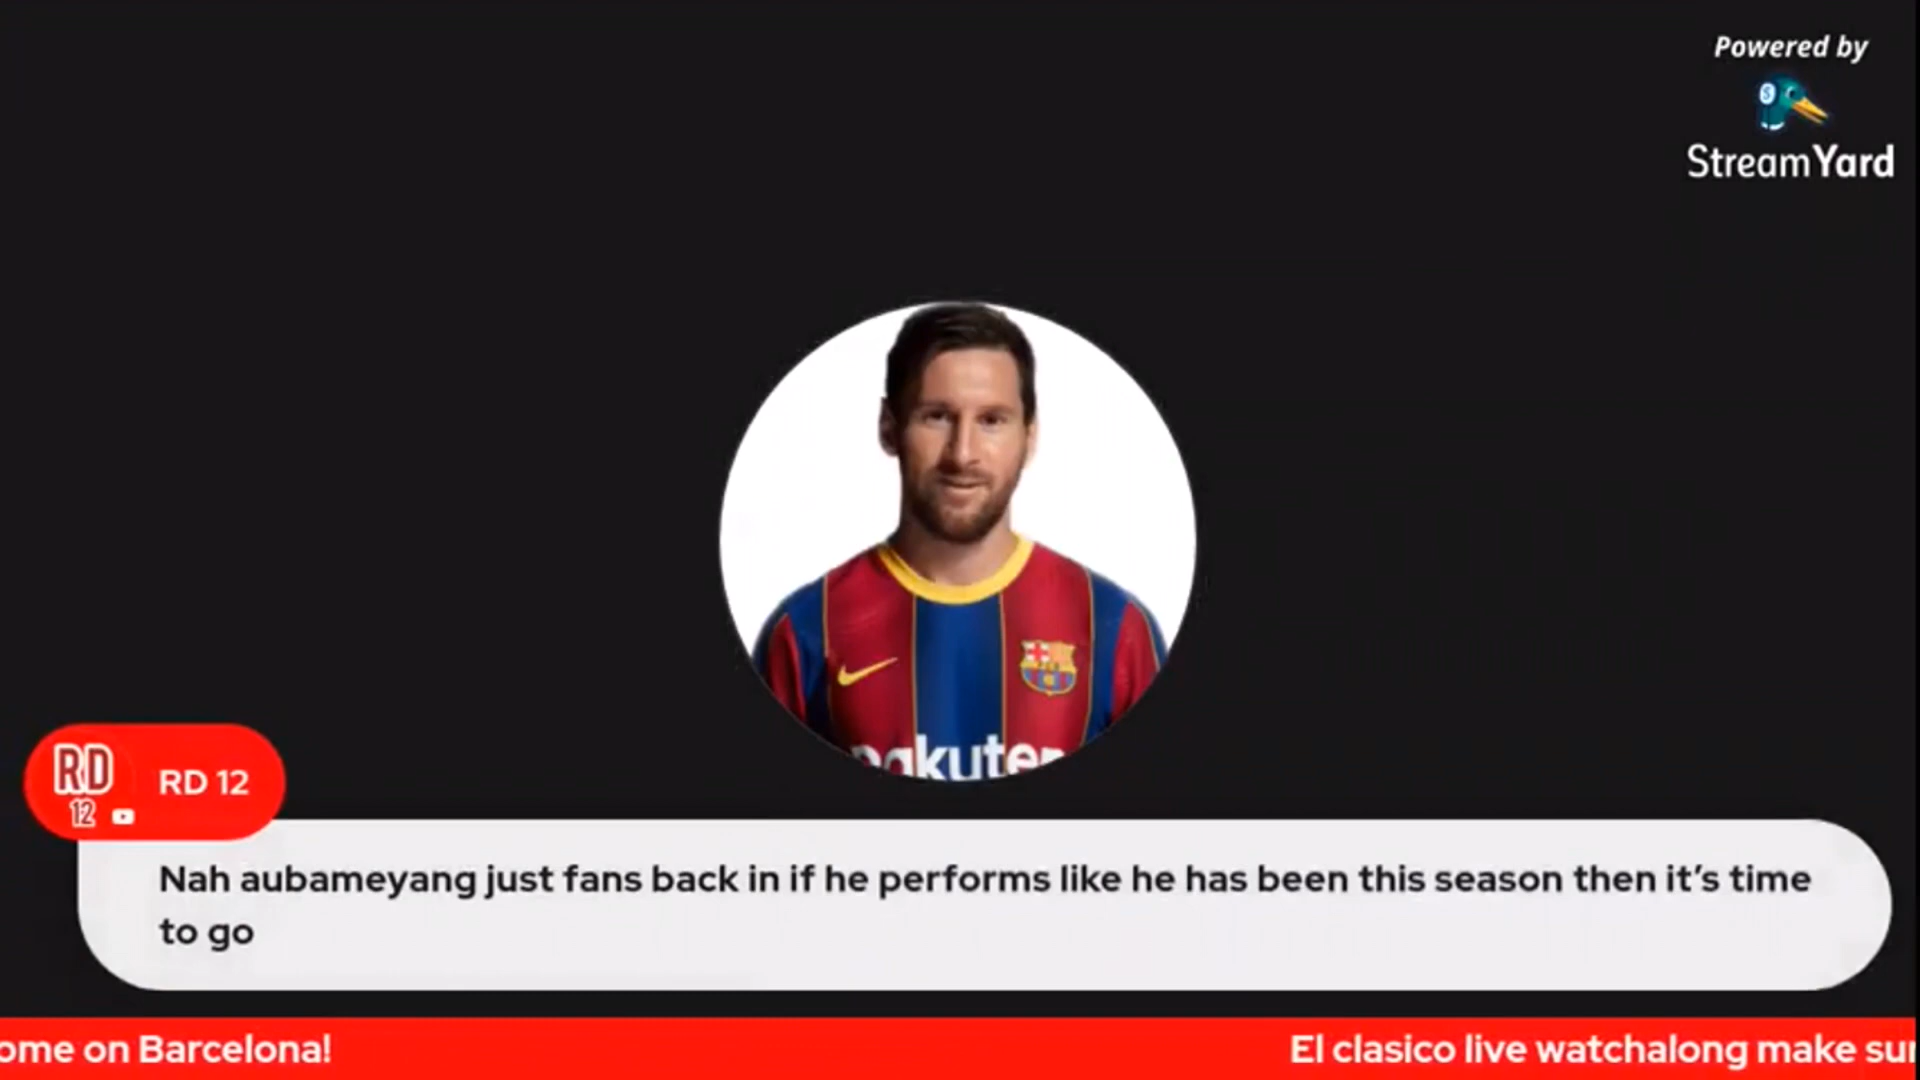 Powered by
StreamYard
RD
12
RD 12
Nah aubameyang just fans back in if he performs like he has been this season then it’s time
to go
ome on Barcelona!
El clasico live watchalong make sur